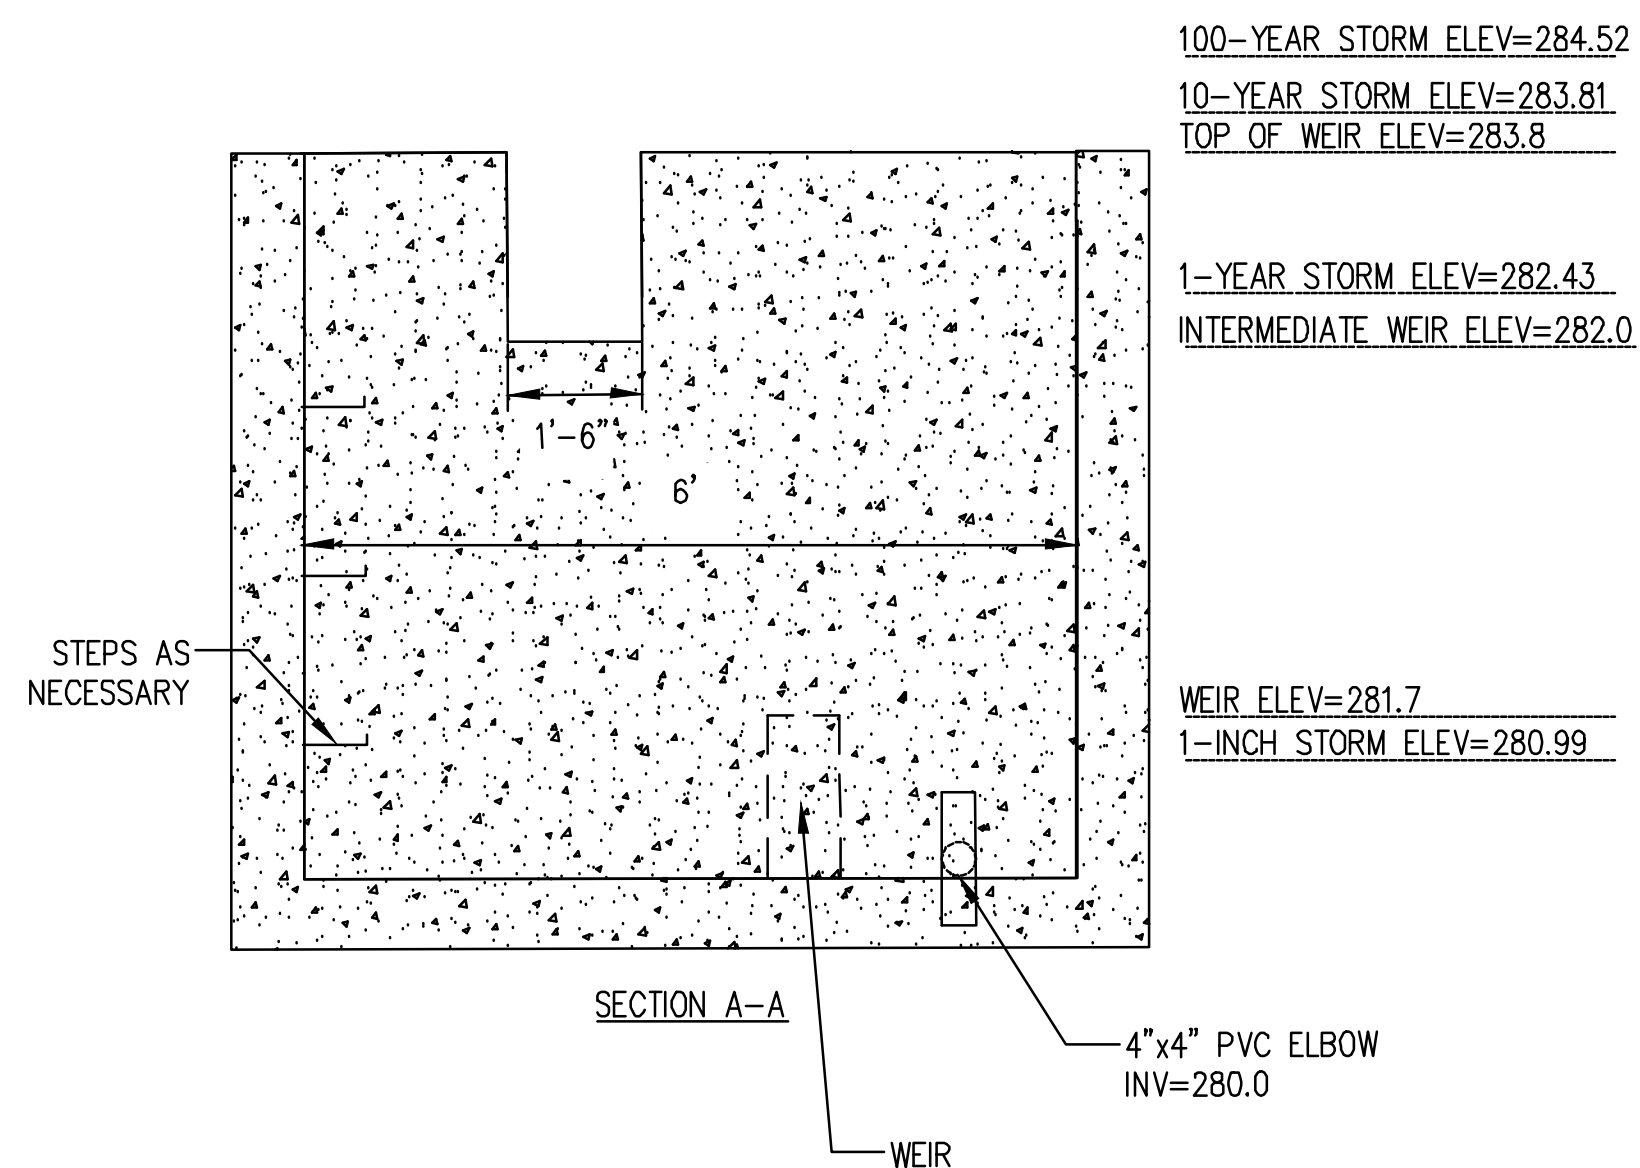 100-YEAR STORM ELEV=284.52
10-YEAR STORM ELEV=283.81
TOP OF WEIR ELEV=283.8
1-YEAR STORM ELEV=282.43
INTERMEDIATE WEIR ELEV=282.0
1'-6"
6'
STEPS AS
NECESSARY
WEIR ELEV=281.7
1-INCH STORM ELEV=280.99
SECTION A-A
4"x4" PVC ELBOW
INV=280.0
WEIR